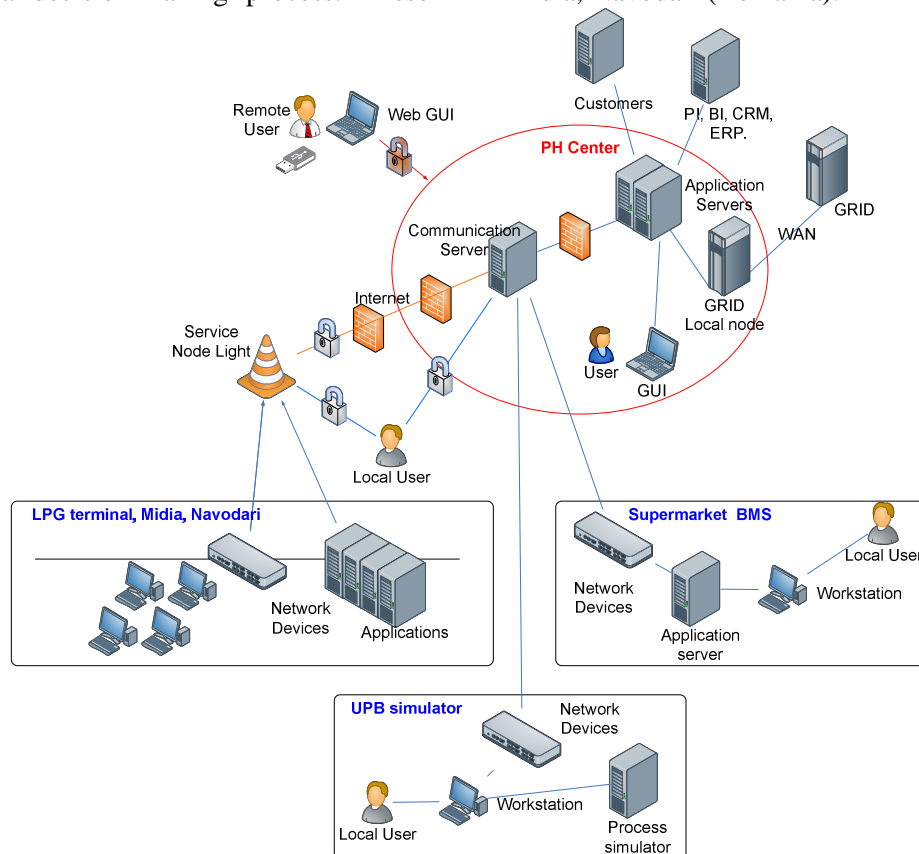 Customers
PI, BI, CRM,
ERP.
Remote
User
Web GUI
PH Center
Application
Servers
GRID
WAN
Communication
Server
Internet
GRID
Local node
Service
Node Light
User
GUI
Local User
LPG terminal, Midia, Navodari
Network
Devices
Applications
Supermarket BMS
Local User
Network
Devices
Workstation
Application
server
UPB simulator
Network
Devices
Workstation
Local User
Process
simulator